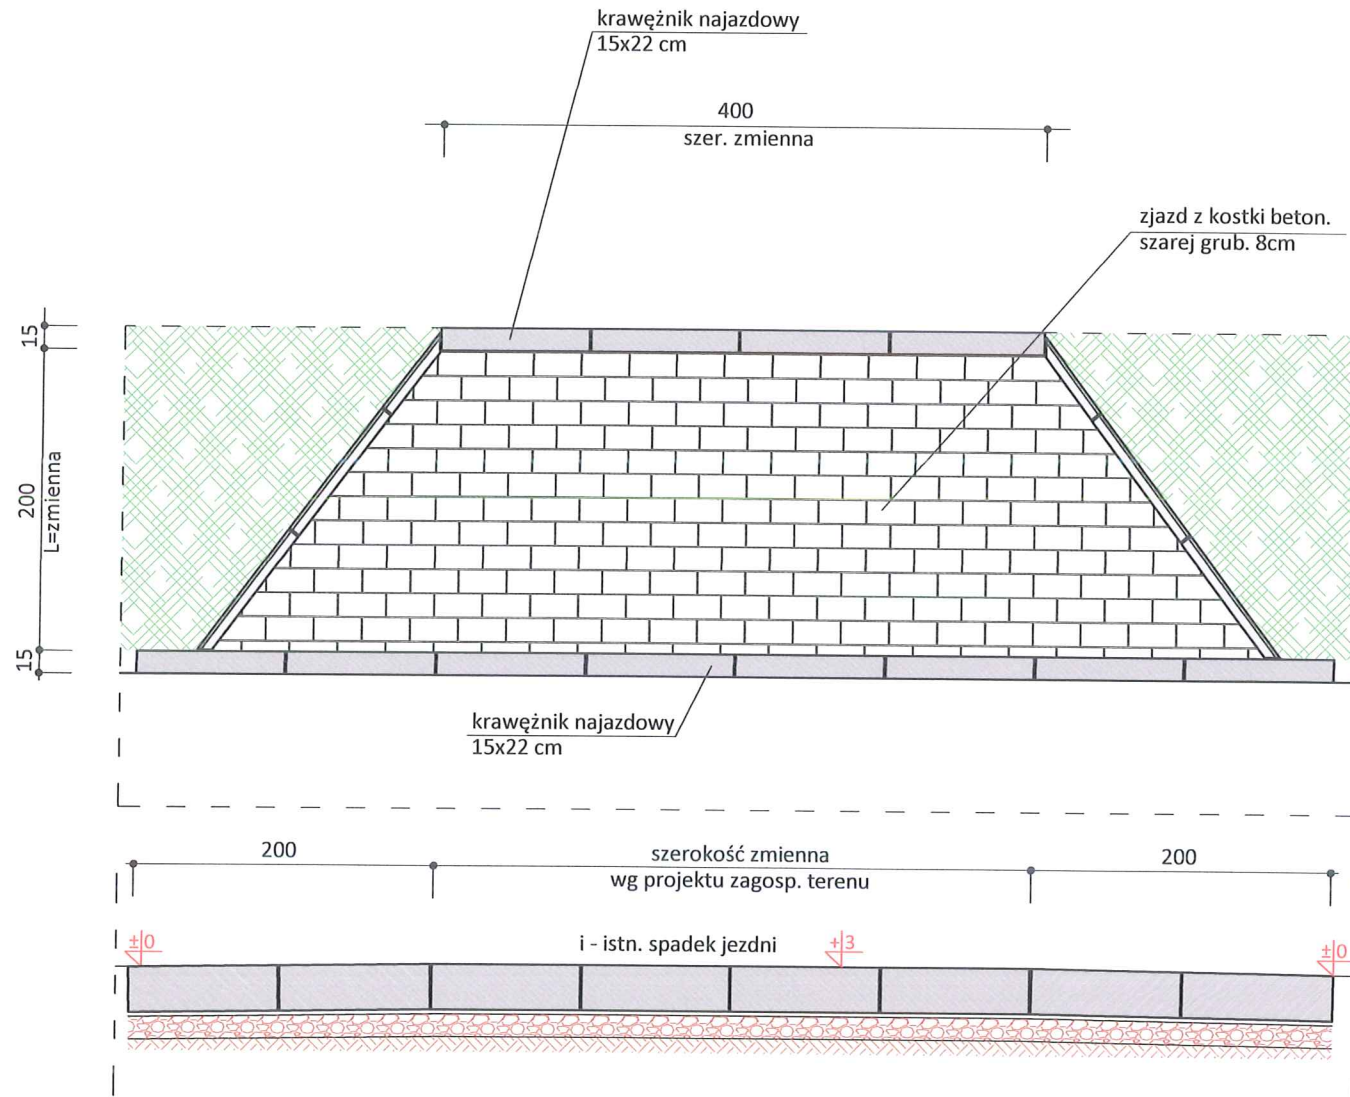 krawężnik najazdowy
15x22 cm
400
szer. zmienna
zjazd z kostki beton.
szarej grub. 8cm
15
200
L=zmienna
15
krawężnik najazdowy
15x22 cm
200
szerokość zmienna
wg projektu zagosp. terenu
200
±0
i - istn. spadek jezdni
+3
±0